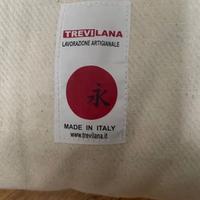 TREVILANA
LAVORAZIONE ARTIGIANALE
永
MADE IN ITALY
www.trevilana.it